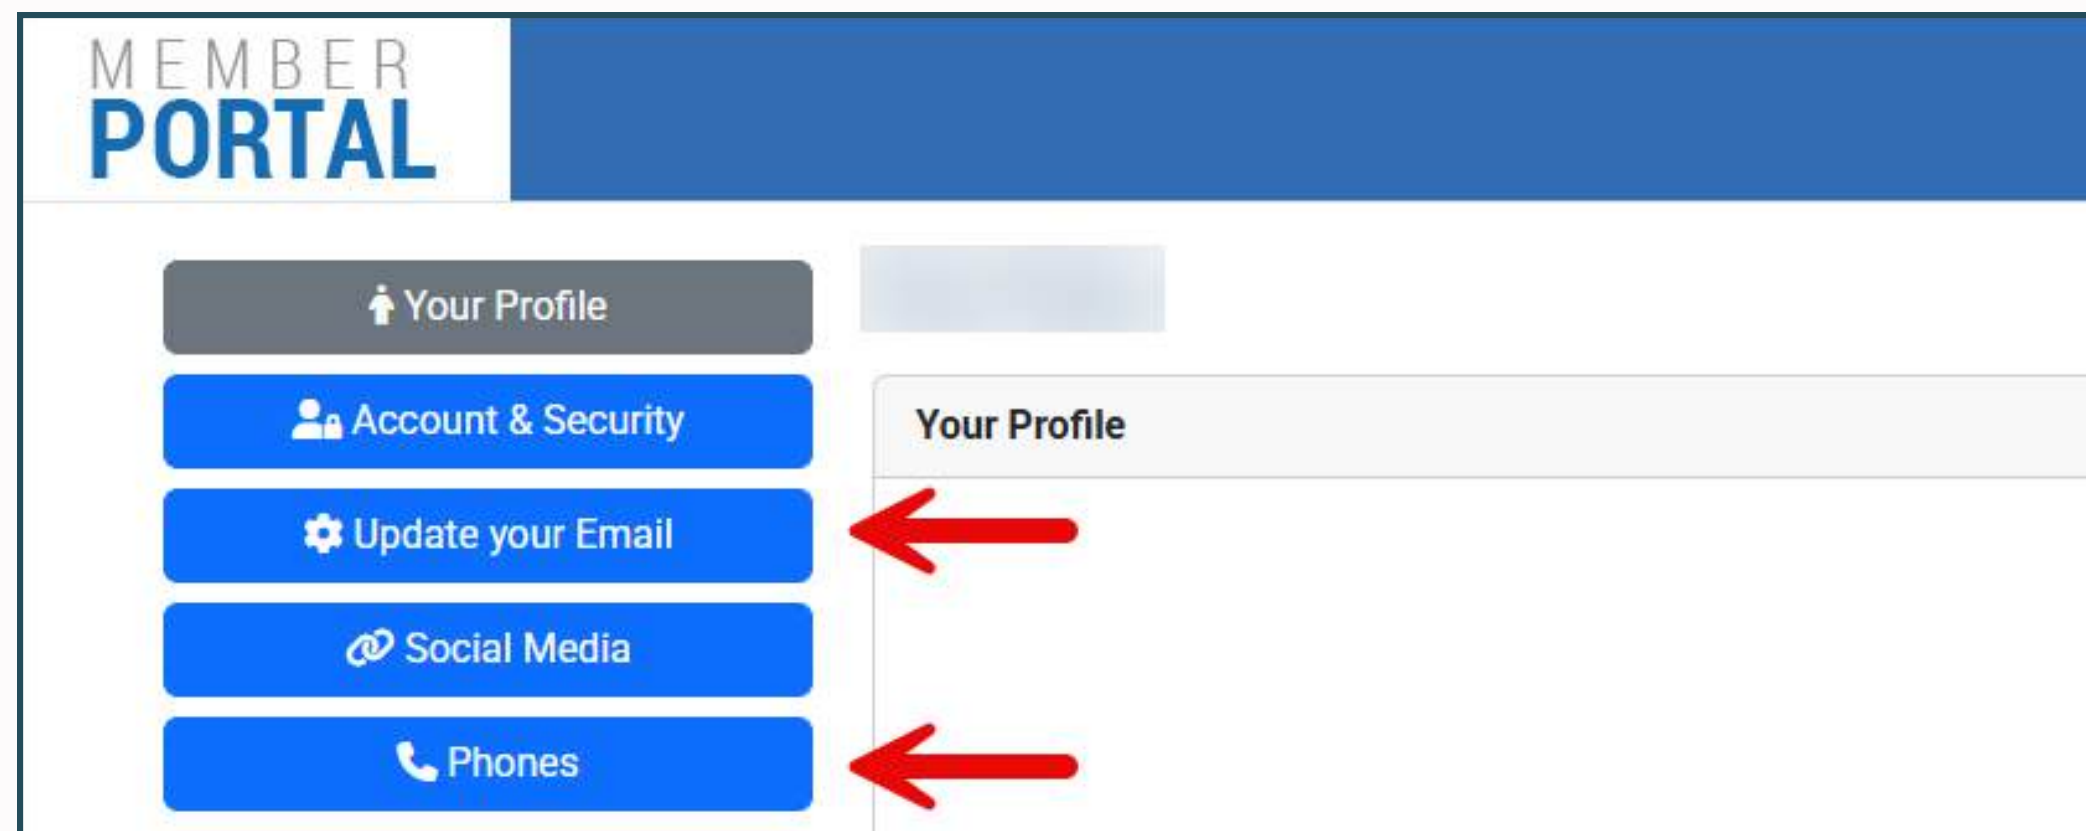 MEMBER
PORTAL
Your Profile
Account & Security
Update your Email
Social Media
Phones
Your Profile